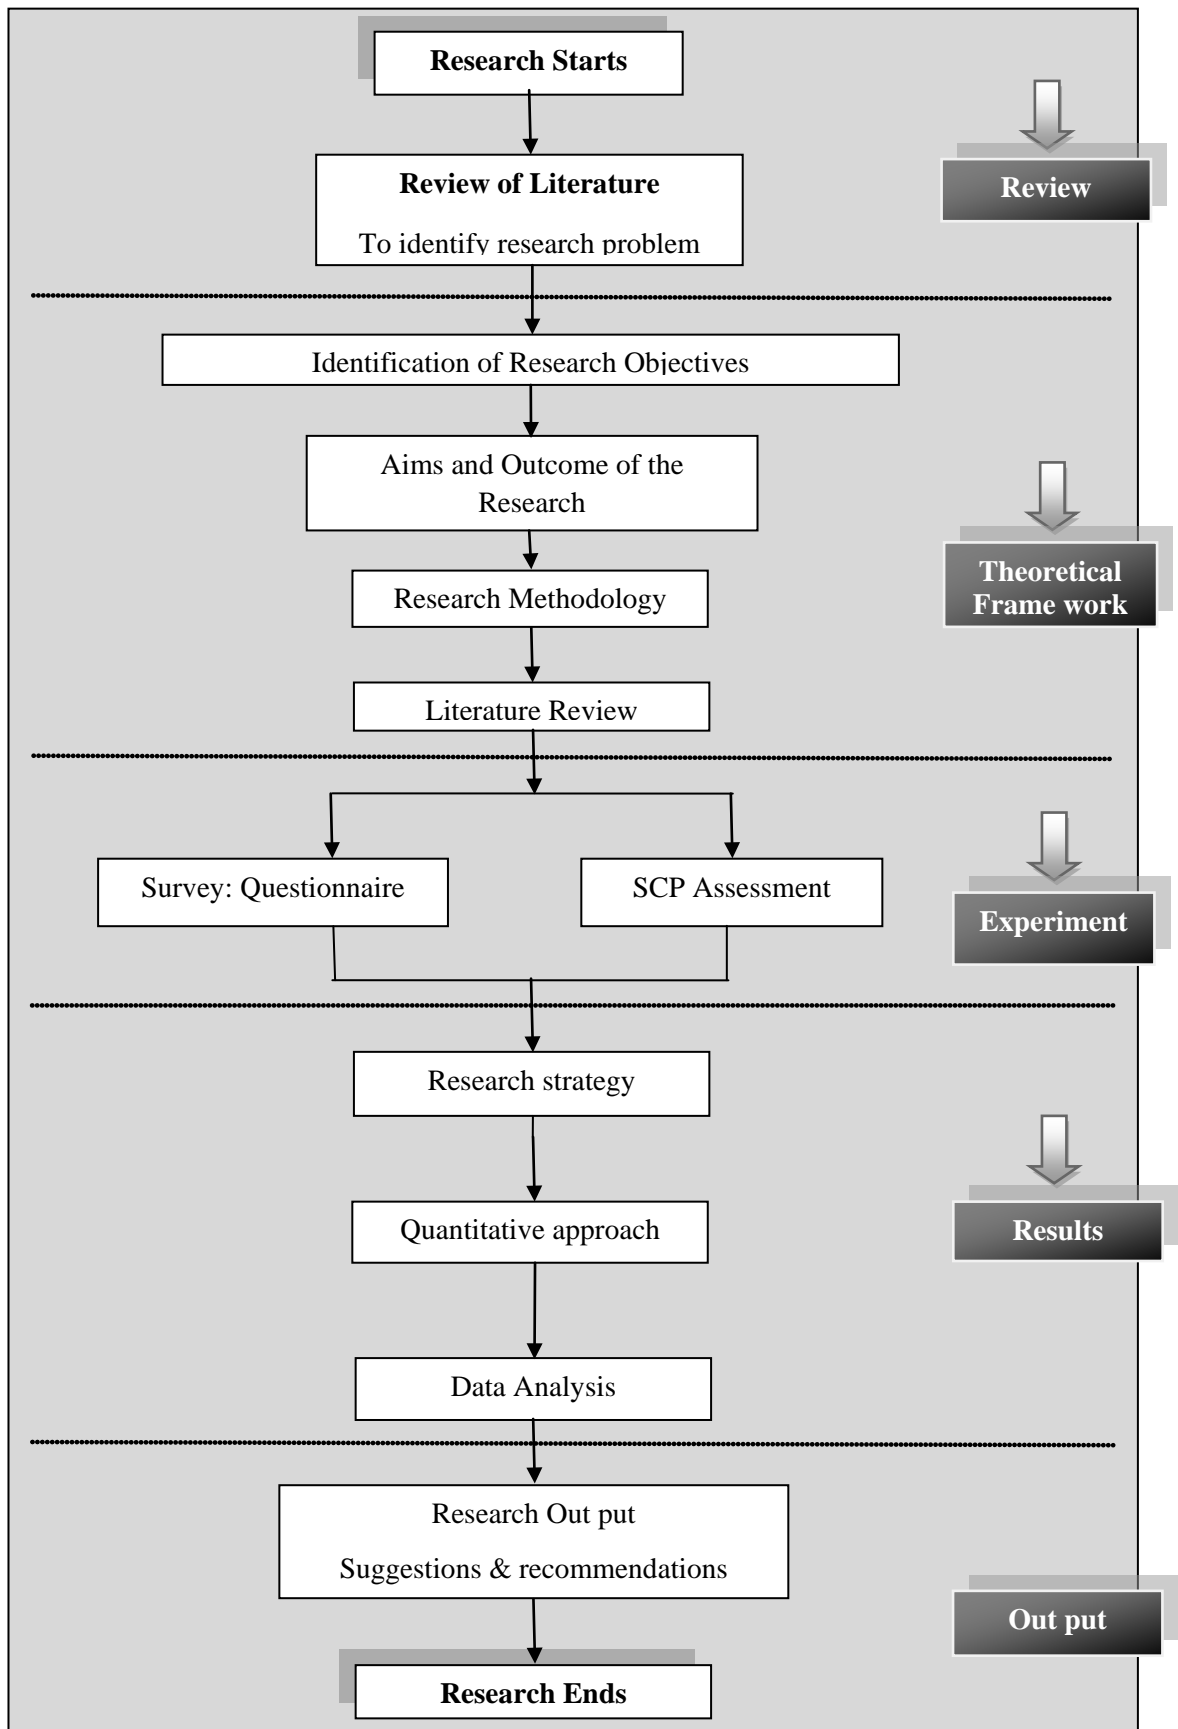 Research Starts
Review of Literature
To identify research problem
Review
Identification of Research Objectives
Aims and Outcome of the
Research
Research Methodology
Literature Review
Theoretical
Frame work
Survey: Questionnaire
SCP Assessment
Experiment
Research strategy
Quantitative approach
Data Analysis
Results
Research Out put
Suggestions & recommendations
Research Ends
Out put